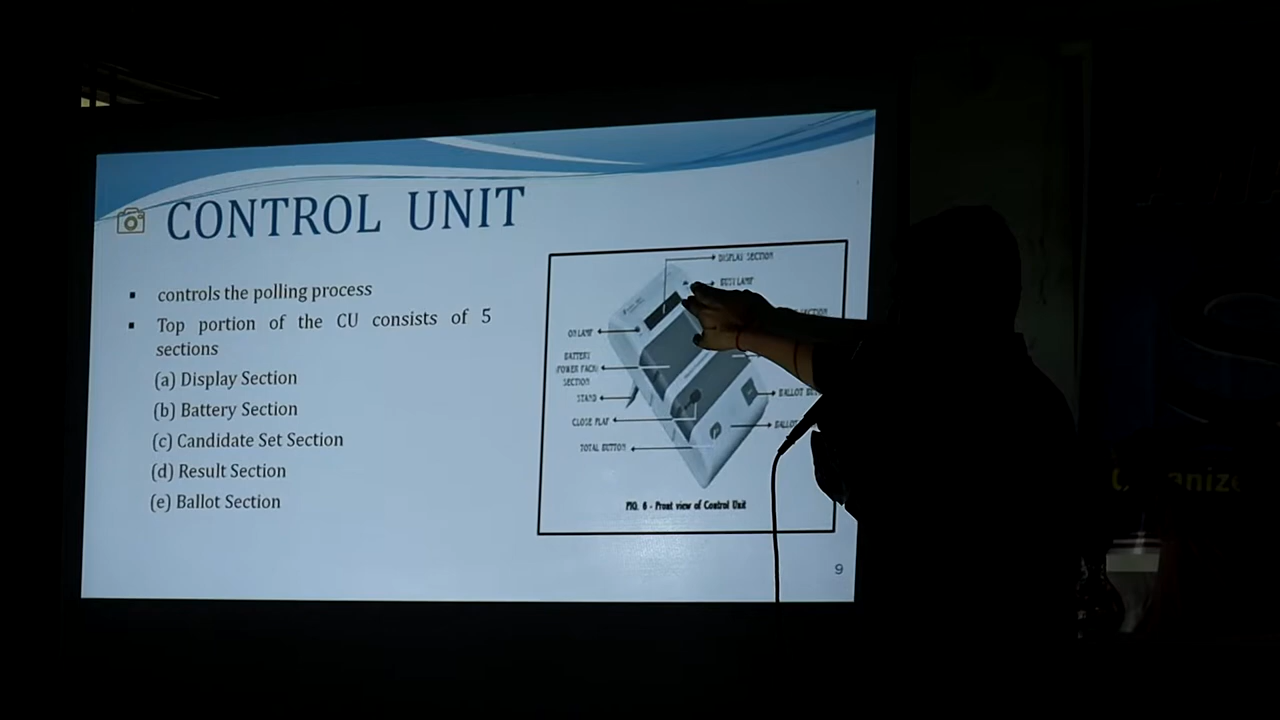 CONTROL UNIT
controls the polling process
Top portion of the CU consists of 5
sections
(a) Display Section
(b) Battery Section
(c) Candidate Set Section
(d) Result Section
(e) Ballot Section
DISPLAY SECTION
BUSY LAMP
SECTION
ON LAMP
BATTERY
(POWER PACK)
SECTION
STAND
BALLOT
CLOSE FLAP
BALLOT
TOTAL BUTTON
FIG. 6 - Front view of Control Unit
9